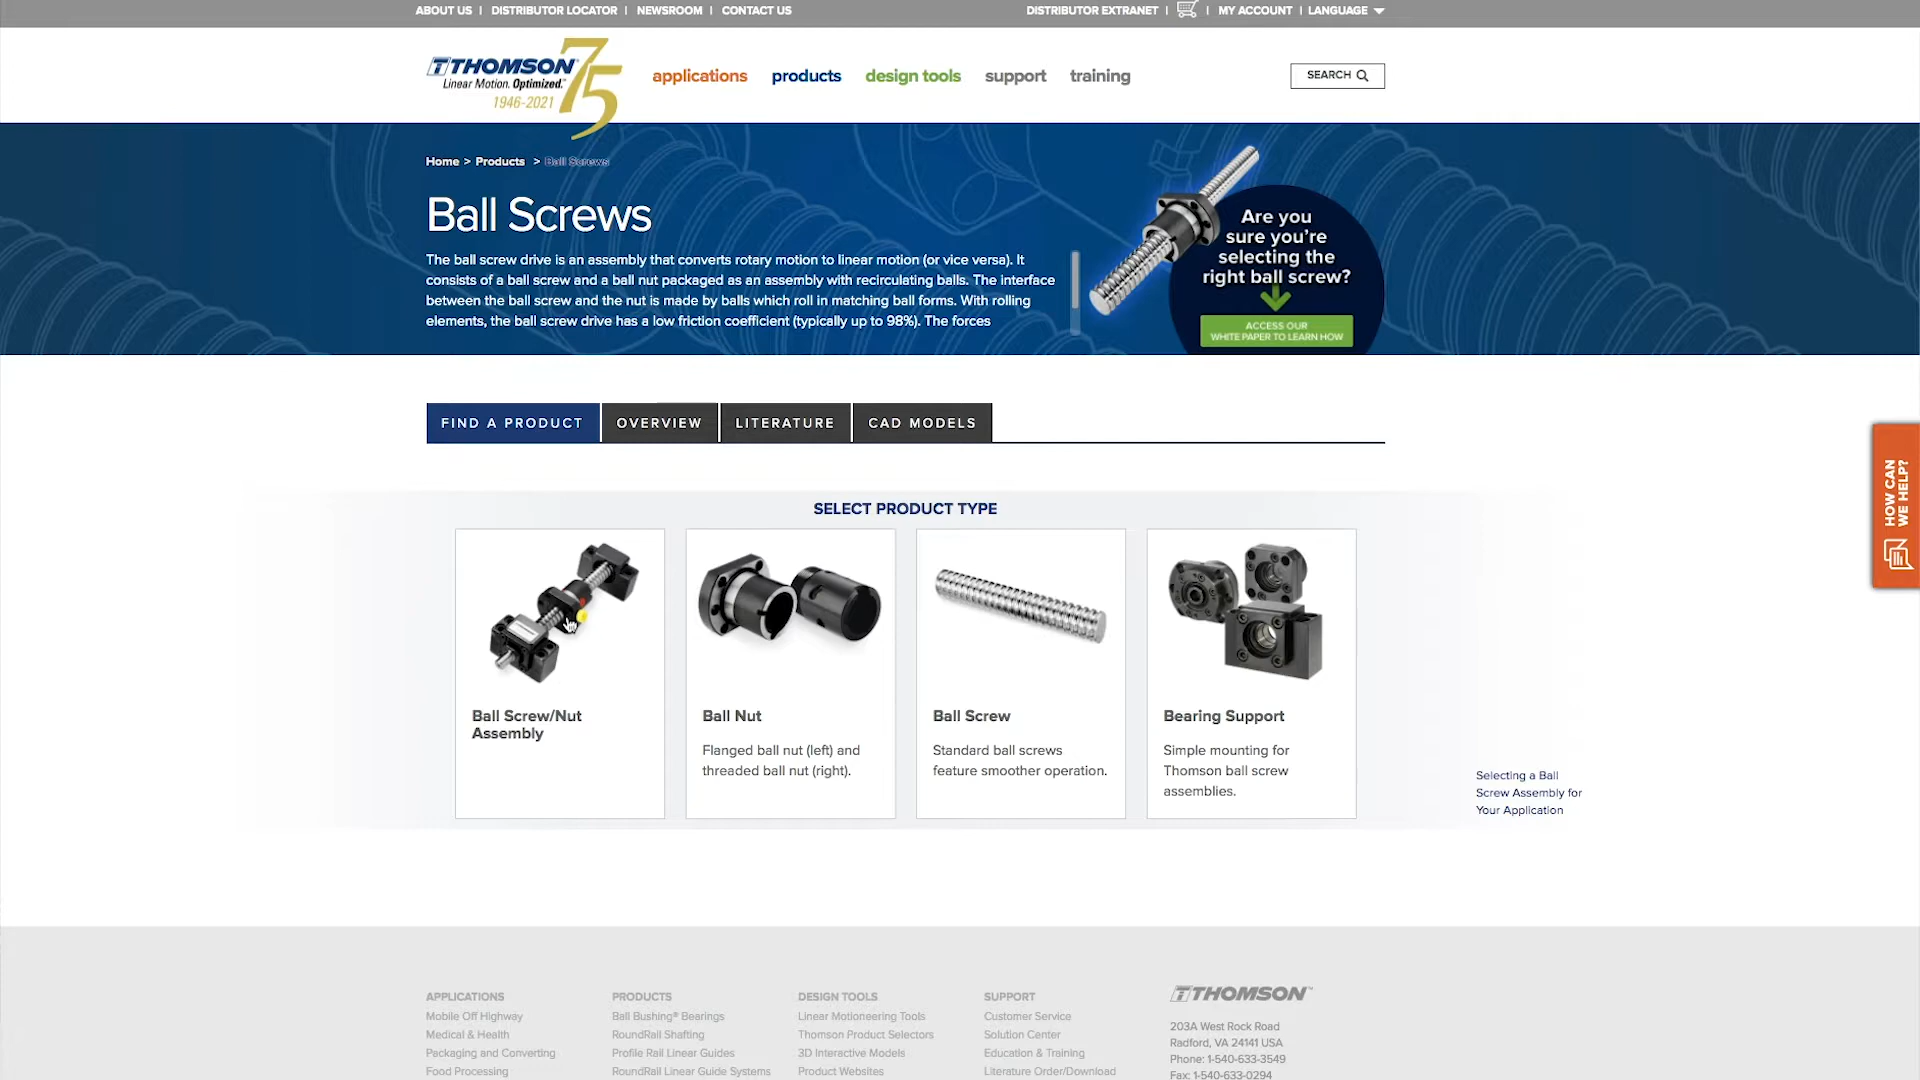 ABOUT US | DISTRIBUTOR LOCATOR | NEWSROOM | CONTACT US
DISTRIBUTOR EXTRANET | | MY ACCOUNT | LANGUAGE
THOMSON
Linear Motion. Optimized.™
1946-2021
75
applications products design tools support training
SEARCH
Home > Products > Ball Screws
Ball Screws
The ball screw drive is an assembly that converts rotary motion to linear motion (or vice versa). It
consists of a ball screw and a ball nut packaged as an assembly with recirculating balls. The interface
between the ball screw and the nut is made by balls which roll in matching ball forms. With rolling
elements, the ball screw drive has a low friction coefficient (typically up to 98%). The forces
Are you
sure you're
selecting the
right ball screw?
ACCESS OUR
WHITE PAPER TO LEARN HOW
FIND A PRODUCT
OVERVIEW
LITERATURE
CAD MODELS
HOW CAN
WE HELP?
SELECT PRODUCT TYPE
Ball Screw/Nut
Assembly
Ball Nut
Flanged ball nut (left) and
threaded ball nut (right).
Ball Screw
Standard ball screws
feature smoother operation.
Bearing Support
Simple mounting for
Thomson ball screw
assemblies.
Selecting a Ball
Screw Assembly for
Your Application
APPLICATIONS
Mobile Off Highway
Medical & Health
Packaging and Converting
Food Processing
PRODUCTS
Ball Bushing® Bearings
RoundRail Shafting
Profile Rail Linear Guides
RoundRail Linear Guide Systems
DESIGN TOOLS
Linear Motioneering Tools
Thomson Product Selectors
3D Interactive Models
Product Websites
SUPPORT
Customer Service
Solution Center
Education & Training
Literature Order/Download
THOMSON™
203A West Rock Road
Radford, VA 24141 USA
Phone: 1-540-633-3549
Fax: 1-540-633-0294